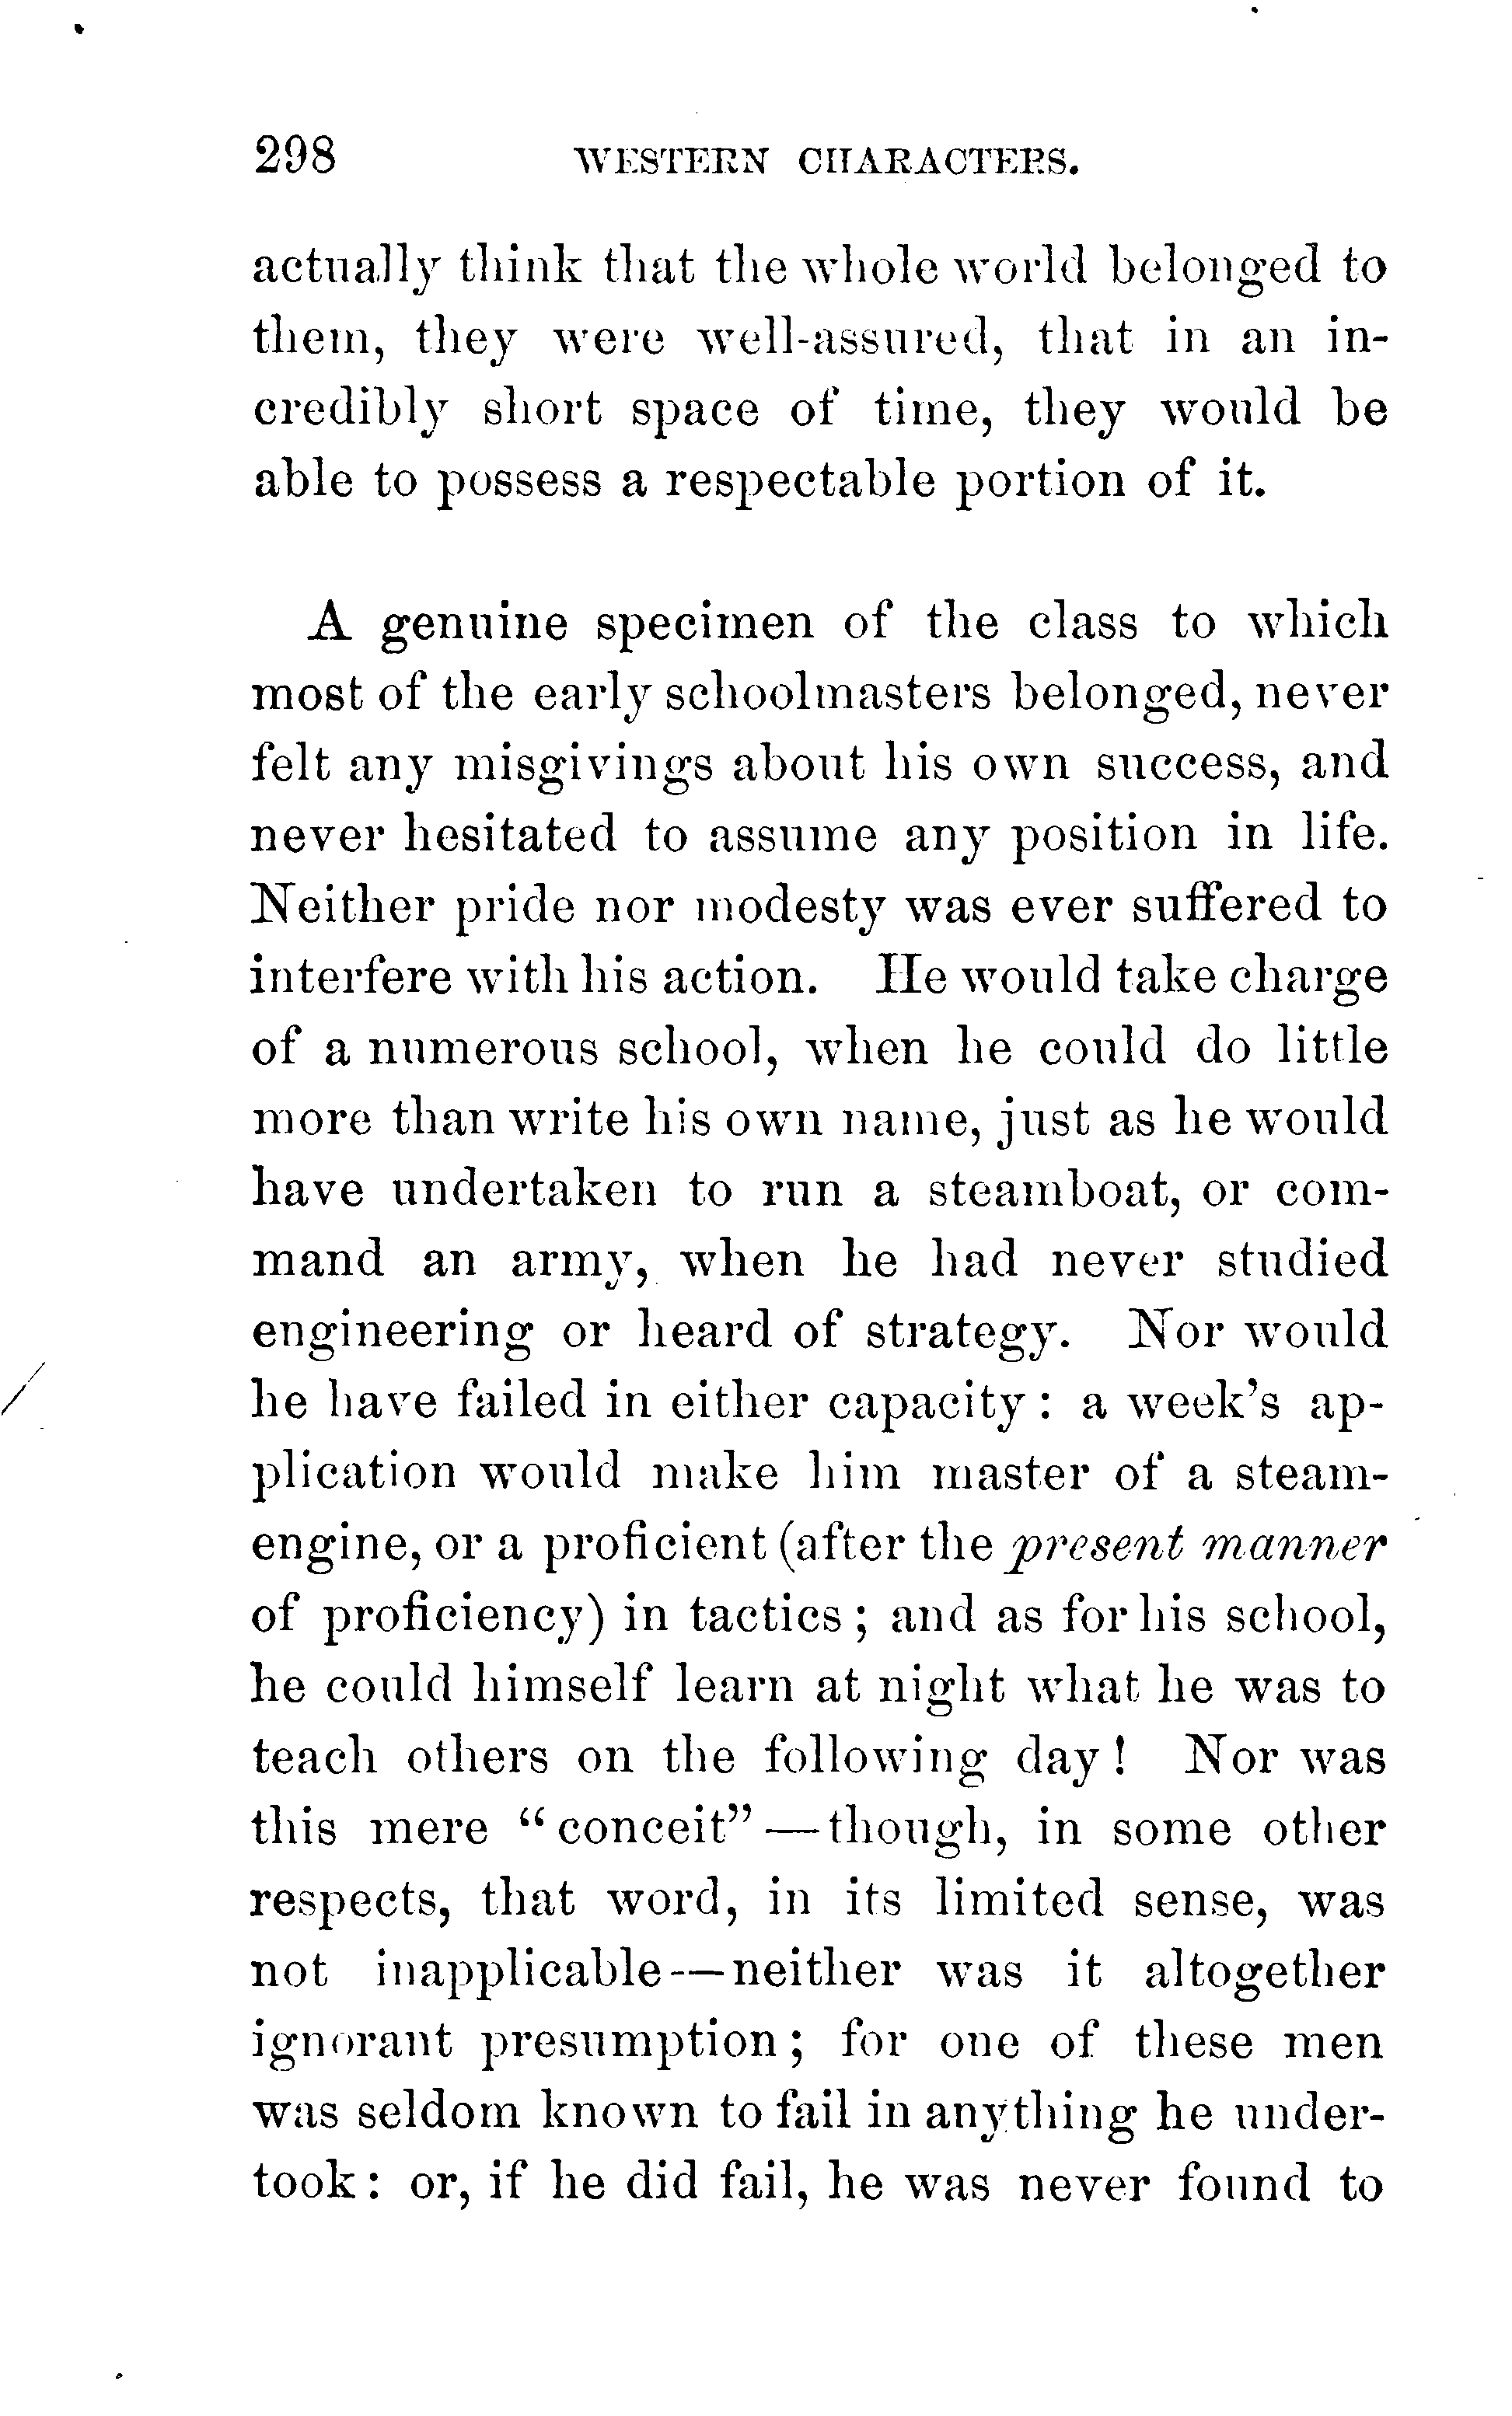 298 WESTERN CHARACTERS.
actually think that the whole world belonged to
them, they were well-assured, that in an in-
credibly short space of time, they would be
able to possess a respectable portion of it.
A genuine specimen of the class to which
most of the early schoolmasters belonged, never
felt any misgivings about his own success, and
never hesitated to assume any position in life.
Neither pride nor modesty was ever suffered to
interfere with his action. He would take charge
of a numerous school, when he could do little
more than write his own name, just as he would
have undertaken to run a steamboat, or com-
mand an army, when he had never studied
engineering or heard of strategy. Nor would
he have failed in either capacity: a week's ap-
plication would make him master of a steam-
engine, or a proficient (after the present manner
of proficiency) in tactics; and as for his school,
he could himself learn at night what he was to
teach others on the following day! Nor was
this mere "conceit"—though, in some other
respects, that word, in its limited sense, was
not inapplicable—neither was it altogether
ignorant presumption; for one of these men
was seldom known to fail in anything he under-
took: or, if he did fail, he was never found to